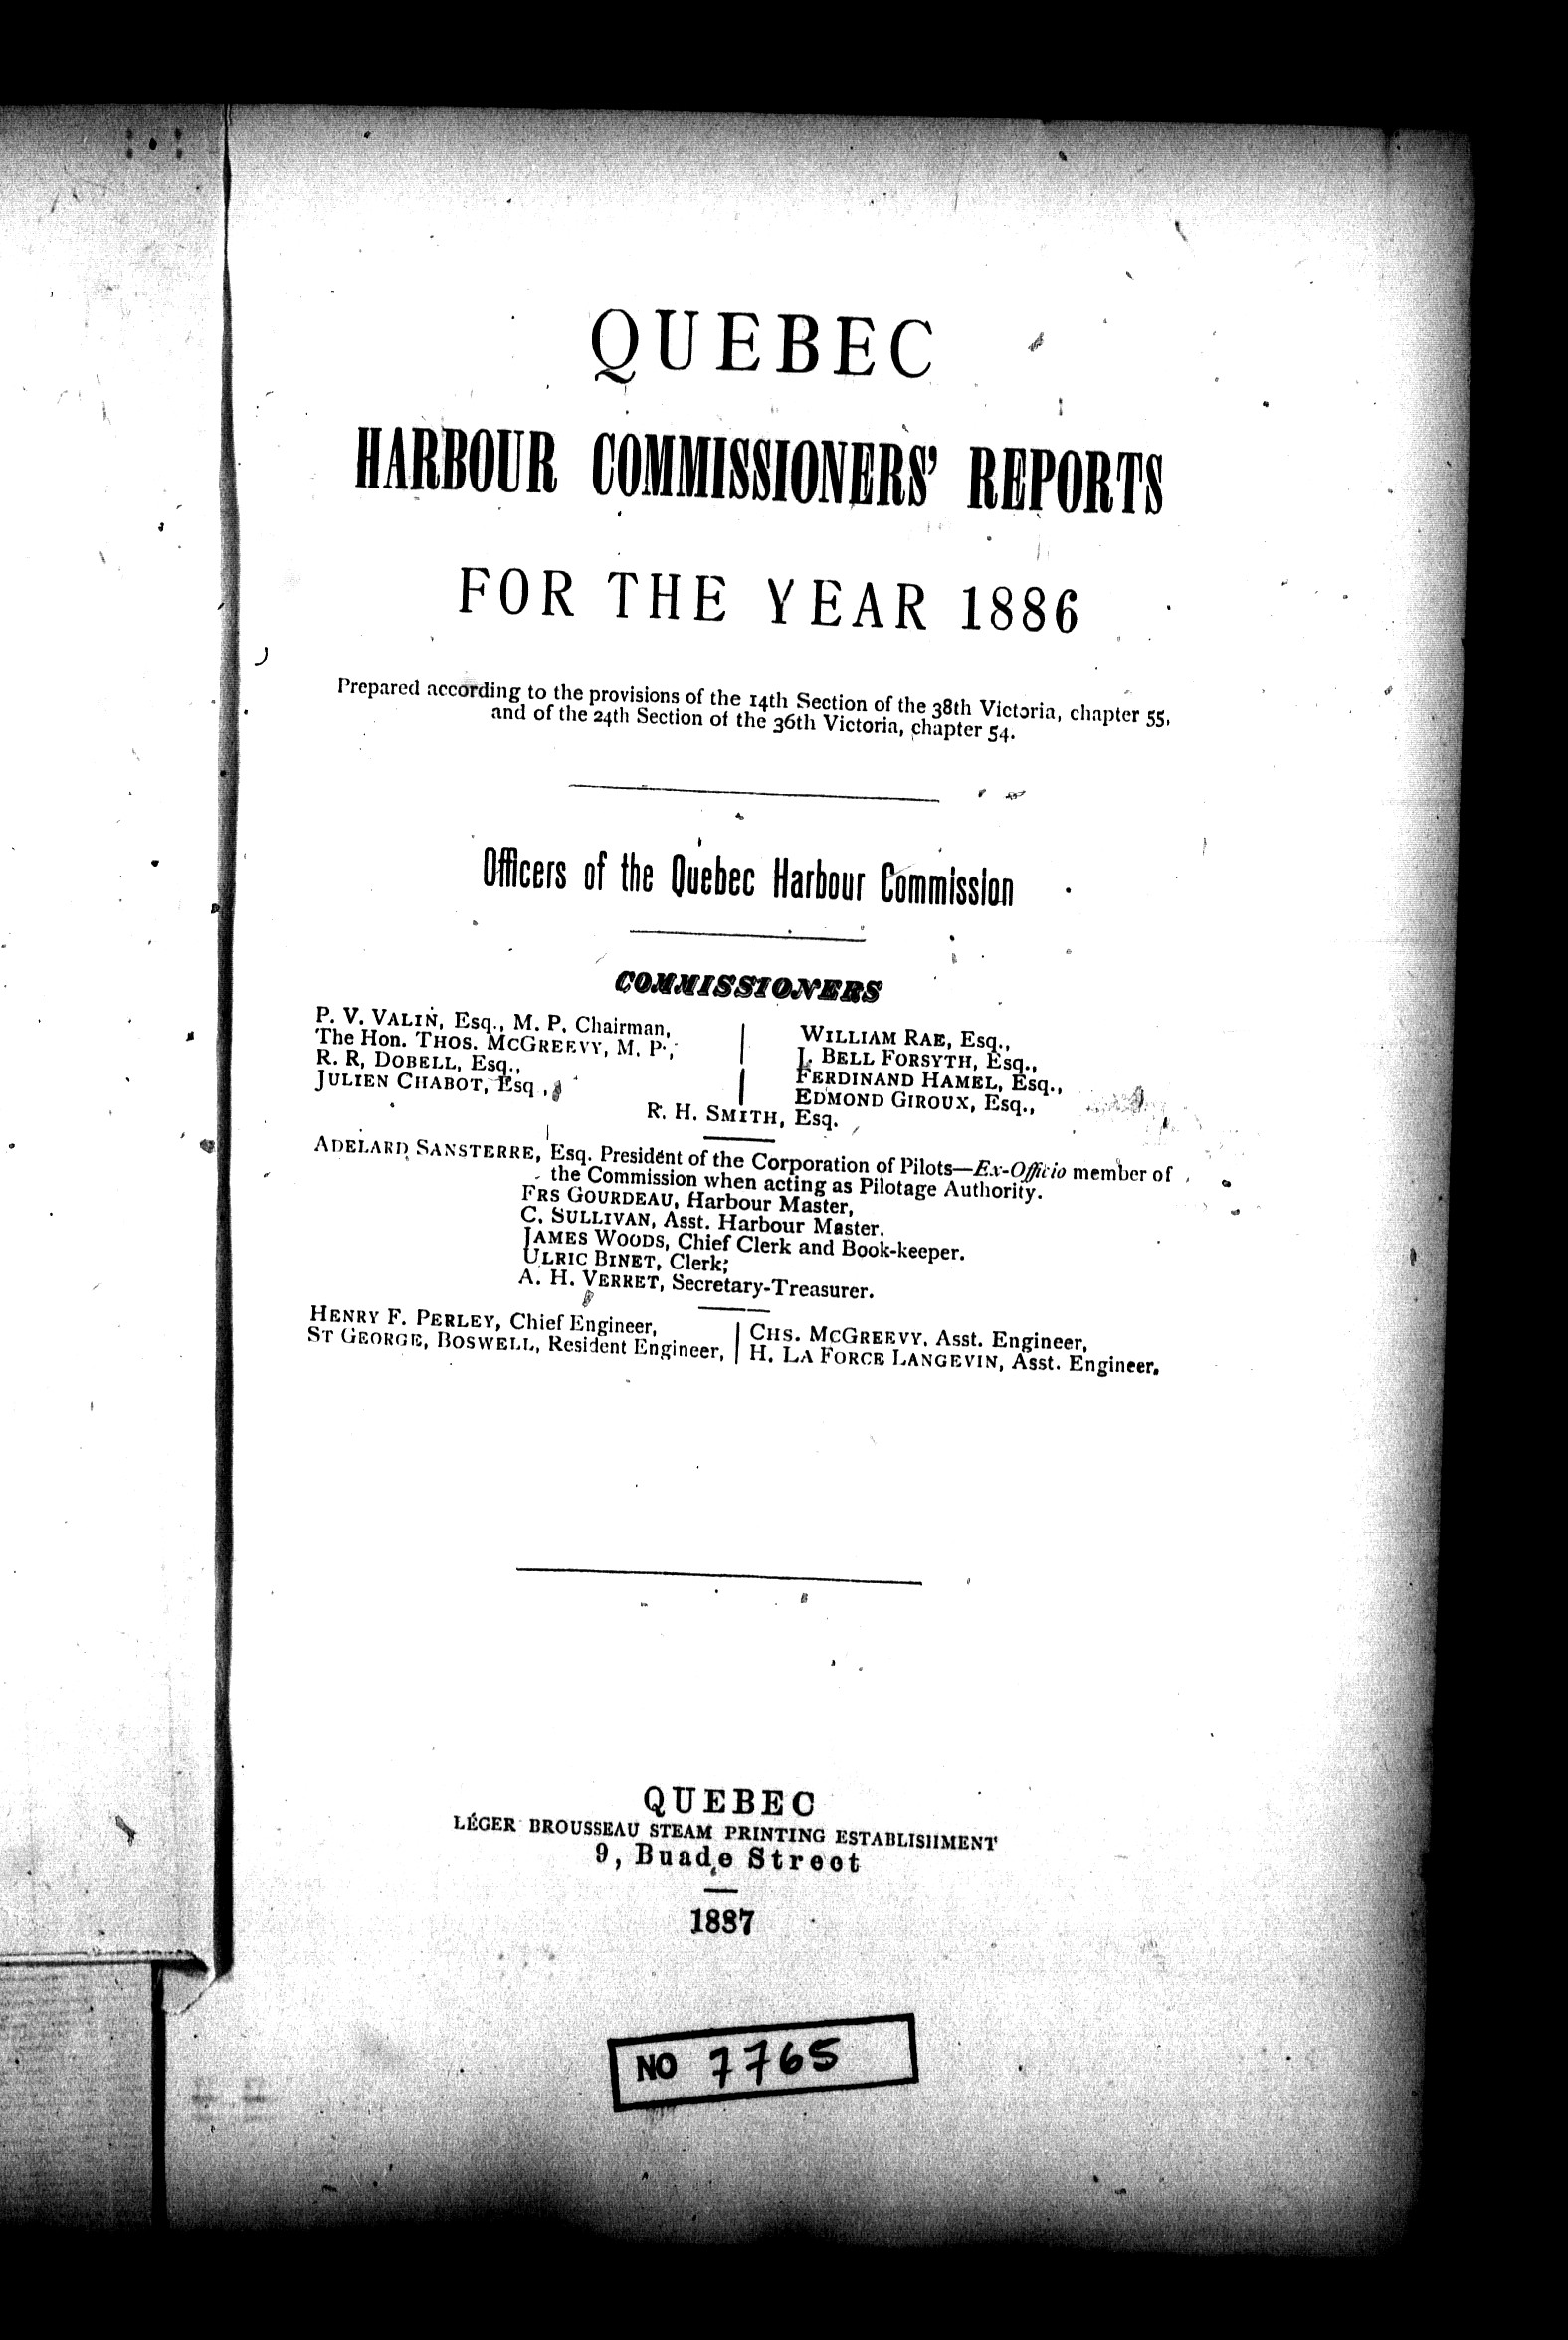 QUEBEC
HARBOUR COMMISSIONERS' REPORTS
FOR THE YEAR 1886
Prepared according to the provisions of the 14th Section of the 38th Victoria, chapter 55,
and of the 24th Section of the 36th Victoria, chapter 54.
Officers of the Quebec Harbour Commission
COMMISSIONERS
P. V. VALIN, Esq., M. P. Chairman,
The Hon. THOS. MCGREEVY, M. P.,
R. R. DOBELL, Esq.,
JULIEN CHABOT, Esq.,
WILLIAM RAE, Esq.,
J. BELL FORSYTH, Esq.,
FERDINAND HAMEL, Esq.,
EDMOND GIROUX, Esq.,
R. H. SMITH, Esq.
ADELARD SANSTERRE, Esq. President of the Corporation of Pilots—Ex-Officio member of
the Commission when acting as Pilotage Authority.
FRS GOURDEAU, Harbour Master,
C. SULLIVAN, Asst. Harbour Master.
JAMES WOODS, Chief Clerk and Book-keeper.
ULRIC BINET, Clerk;
A. H. VERRET, Secretary-Treasurer.
HENRY F. PERLEY, Chief Engineer,
ST GEORGE, BOSWELL, Resident Engineer,
CHS. MCGREEVY, Asst. Engineer,
H. LA FORCE LANGEVIN, Asst. Engineer.
QUEBEC
LÉGER BROUSSEAU STEAM PRINTING ESTABLISHMENT
9, Buade Street
1887
NO 7765